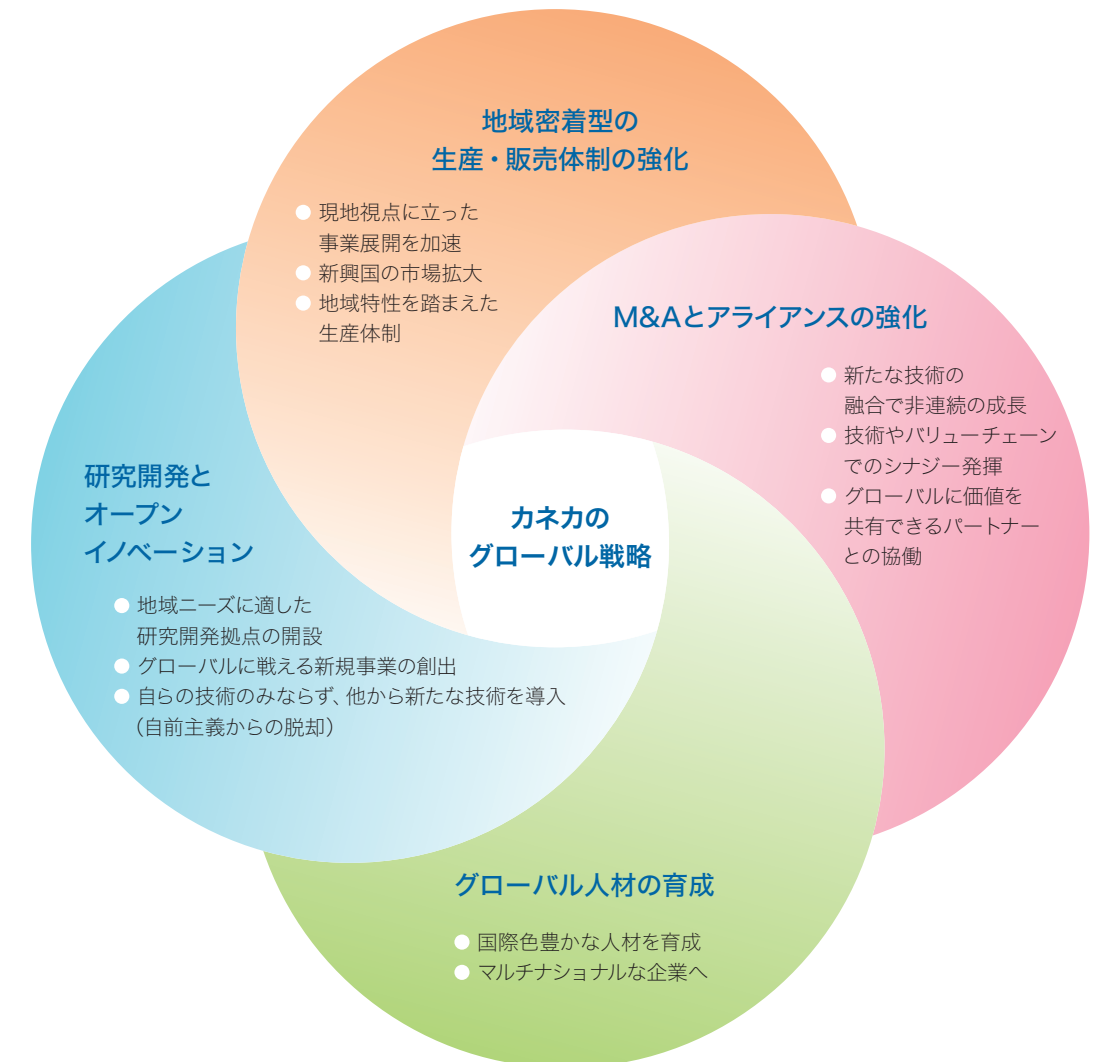 地域密着型の
生産・販売体制の強化
● 現地視点に立った
事業展開を加速
● 新興国の市場拡大
● 地域特性を踏まえた
生産体制
M&Aとアライアンスの強化
● 新たな技術の
融合で非連続の成長
● 技術やバリューチェーン
でのシナジー発揮
● グローバルに価値を
共有できるパートナー
との協働
研究開発と
オープン
イノベーション
● 地域ニーズに適した
研究開発拠点の開設
● グローバルに戦える新規事業の創出
● 自らの技術のみならず、他から新たな技術を導入
（自前主義からの脱却）
カネカの
グローバル戦略
グローバル人材の育成
● 国際色豊かな人材を育成
● マルチナショナルな企業へ